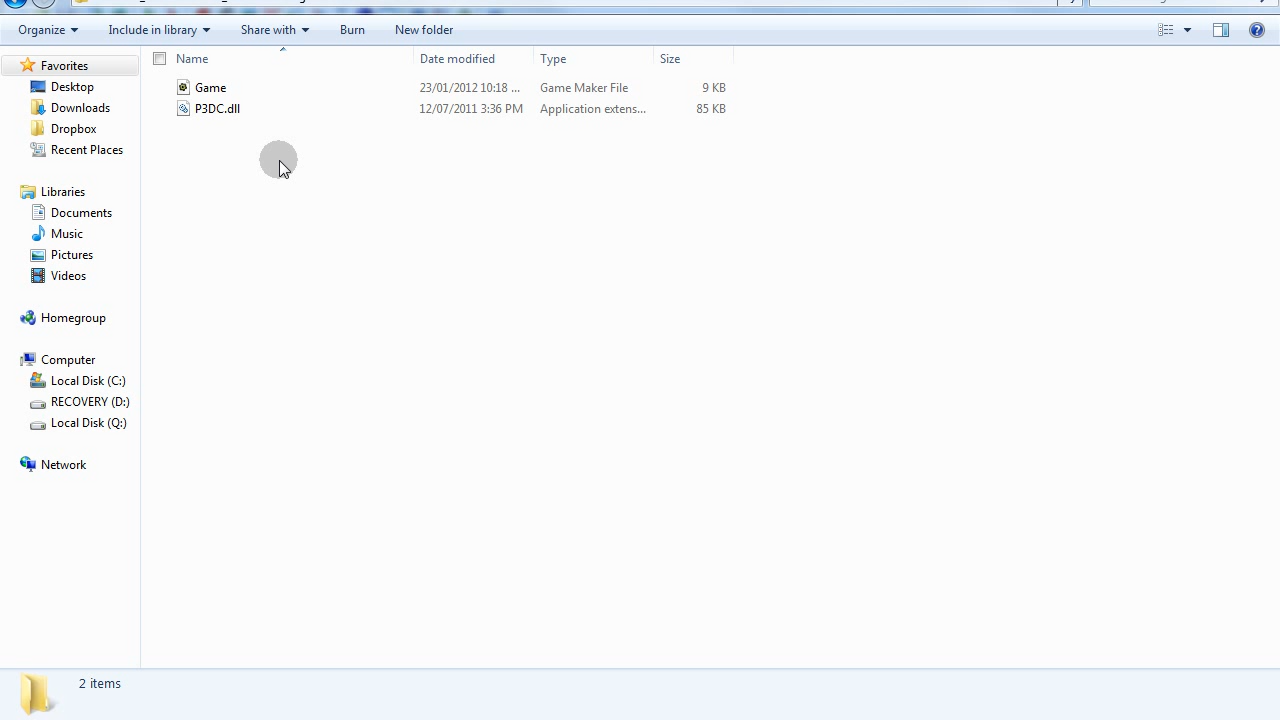 Organize Include in library Share with Burn New folder
Name Date modified Type Size
Favorites
Desktop
Downloads
Dropbox
Recent Places
Libraries
Documents
Music
Pictures
Videos
Homegroup
Computer
Local Disk (C:)
RECOVERY (D:)
Local Disk (Q:)
Network
Game 23/01/2012 10:18 ... Game Maker File 9 KB
P3DC.dll 12/07/2011 3:36 PM Application extens... 85 KB
2 items